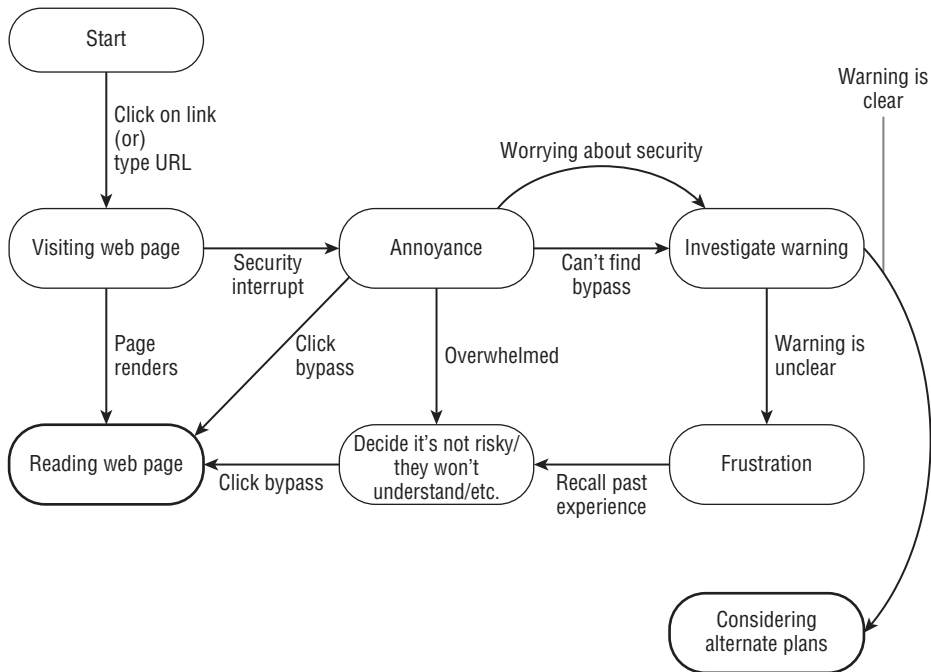 Start
Warning is
clear
Click on link
(or)
type URL
Worrying about security
Visiting web page
Security
interrupt
Annoyance
Can't find
bypass
Investigate warning
Page
renders
Click
bypass
Overwhelmed
Warning is
unclear
Reading web page
Click bypass
Decide it's not risky/
they won't
understand/etc.
Recall past
experience
Frustration
Considering
alternate plans